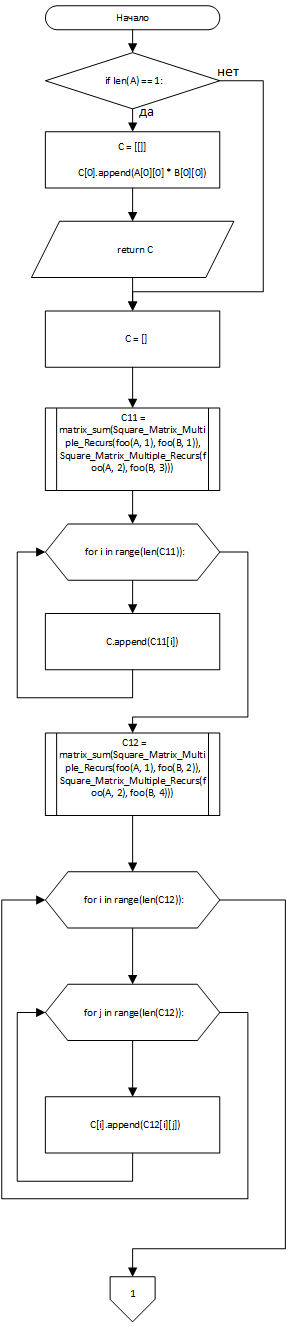 Начало
if len(A) == 1:
нет
да
C = [[]]
C[0].append(A[0][0] * B[0][0])
return C
C = []
C11 =
matrix_sum(Square_Matrix_Multi
ple_Recurs(foo(A, 1), foo(B, 1)),
Square_Matrix_Multiple_Recurs(f
oo(A, 2), foo(B, 3)))
for i in range(len(C11)):
C.append(C11[i])
C12 =
matrix_sum(Square_Matrix_Multi
ple_Recurs(foo(A, 1), foo(B, 2)),
Square_Matrix_Multiple_Recurs(f
oo(A, 2), foo(B, 4)))
for i in range(len(C12)):
for j in range(len(C12)):
C[i].append(C12[i][j])
1